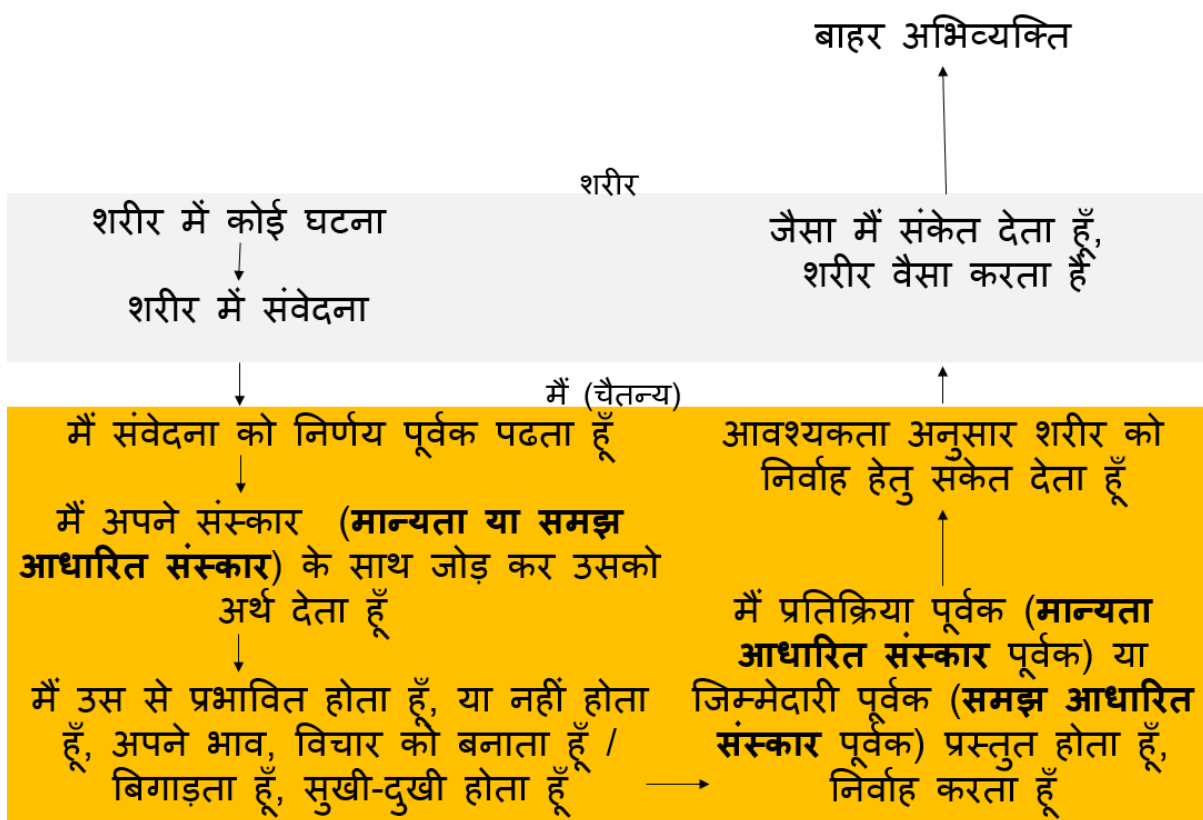 बाहर अभिव्यक्ति
शरीर
शरीर में कोई घटना
शरीर में संवेदना
जैसा मैं संकेत देता हूँ,
शरीर वैसा करता है
मैं (चैतन्य)
मैं संवेदना को निर्णय पूर्वक पढता हूँ
मैं अपने संस्कार (मान्यता या समझ
आधारित संस्कार) के साथ जोड़ कर उसको
अर्थ देता हूँ
मैं उस से प्रभावित होता हूँ, या नहीं होता
हूँ, अपने भाव, विचार को बनाता हूँ /
बिगाड़ता हूँ, सुखी-दुखी होता हूँ
आवश्यकता अनुसार शरीर को
निर्वाह हेतु संकेत देता हूँ
मैं प्रतिक्रिया पूर्वक (मान्यता
आधारित संस्कार पूर्वक) या
जिम्मेदारी पूर्वक (समझ आधारित
संस्कार पूर्वक) प्रस्तुत होता हूँ,
निर्वाह करता हूँ